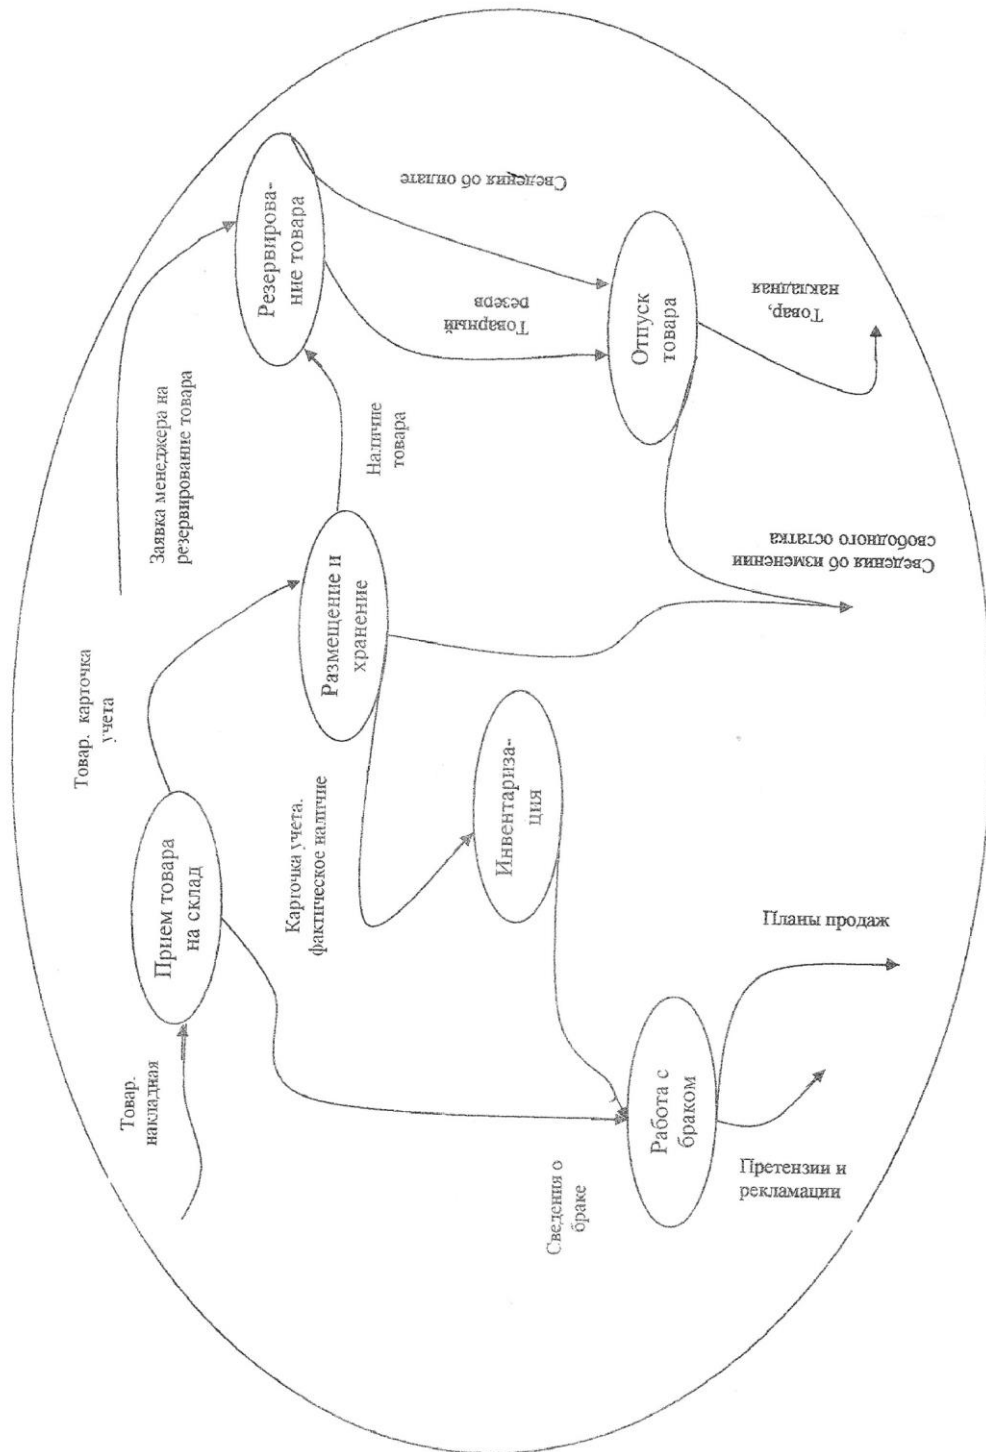 Товар.
накладная
Прием товара
на склад
Товар. карточка
учета
Заявка менеджера на
резервирование товара
Резервирова-
ние товара
Размещение и
хранение
Наличие
товара
Карточка учета.
фактическое наличие
Товарный
резерв
Сведения об оплате
Инвентариза-
ция
Отпуск
товара
Сведения о
браке
Работа с
браком
Претензии и
рекламации
Планы продаж
Сведения об изменении
свободного остатка
Товар,
накладная